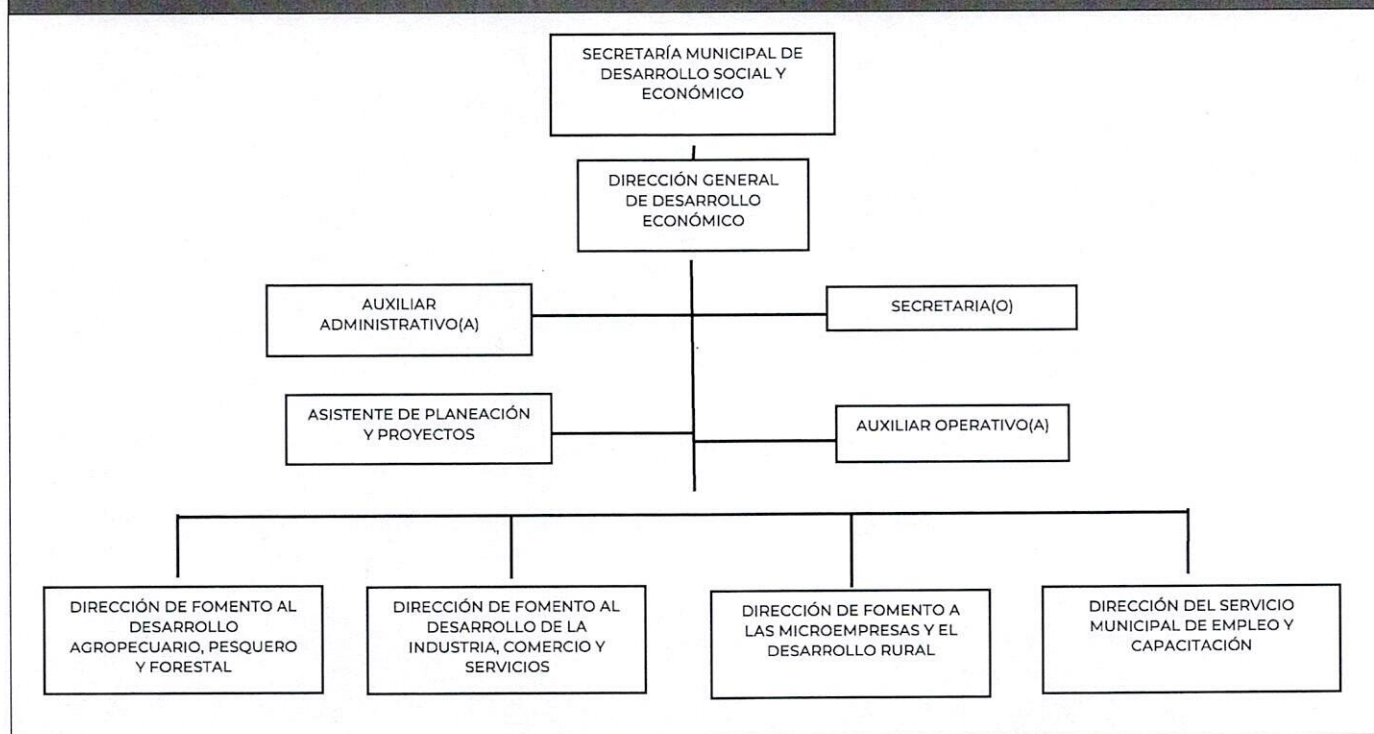 SECRETARÍA MUNICIPAL DE
DESARROLLO SOCIAL Y
ECONÓMICO
DIRECCIÓN GENERAL
DE DESARROLLO
ECONÓMICO
AUXILIAR
ADMINISTRATIVO(A)
SECRETARIA(O)
ASISTENTE DE PLANEACIÓN
Y PROYECTOS
AUXILIAR OPERATIVO(A)
DIRECCIÓN DE FOMENTO AL
DESARROLLO
AGROPECUARIO, PESQUERO
Y FORESTAL
DIRECCIÓN DE FOMENTO AL
DESARROLLO DE LA
INDUSTRIA, COMERCIO Y
SERVICIOS
DIRECCIÓN DE FOMENTO A
LAS MICROEMPRESAS Y EL
DESARROLLO RURAL
DIRECCIÓN DEL SERVICIO
MUNICIPAL DE EMPLEO Y
CAPACITACIÓN